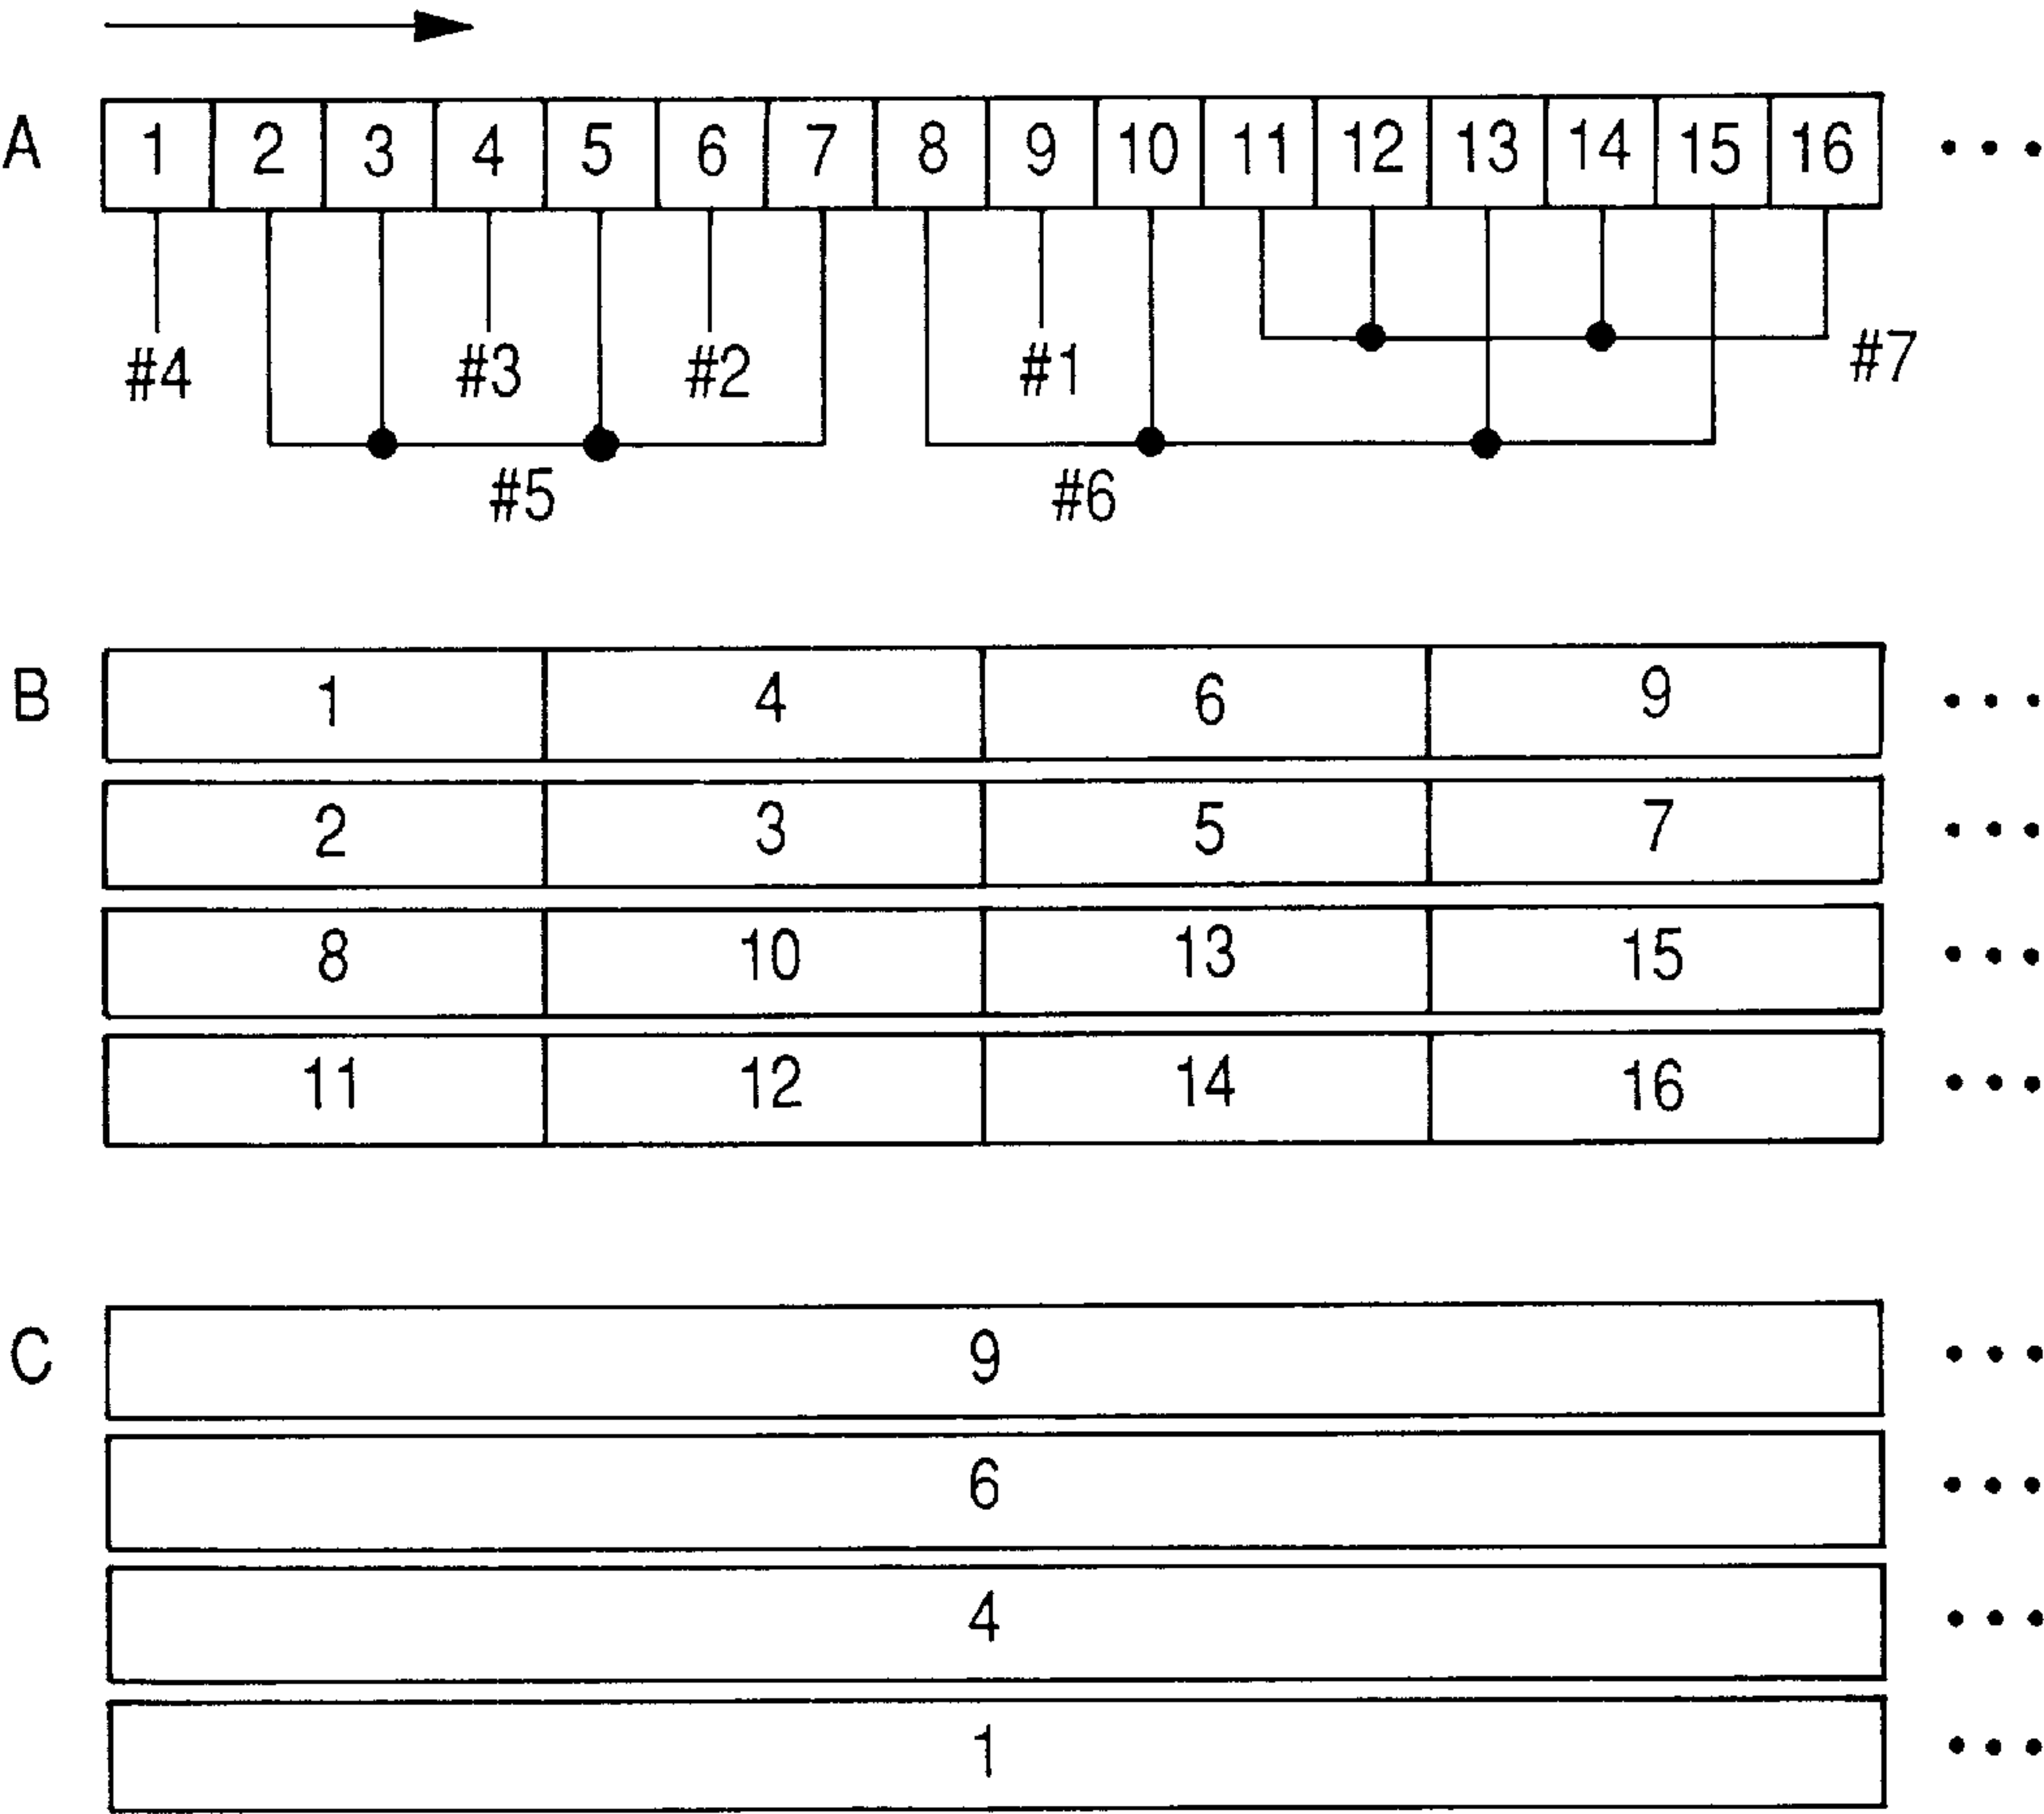 A 1 2 3 4 5 6 7 8 9 10 11 12 13 14 15 16 • • •
#4 #3 #2 #1 #7
#5 #6
B 1 4 6 9 • • •
2 3 5 7 • • •
8 10 13 15 • • •
11 12 14 16 • • •
C 9 • • •
6 • • •
4 • • •
1 • • •